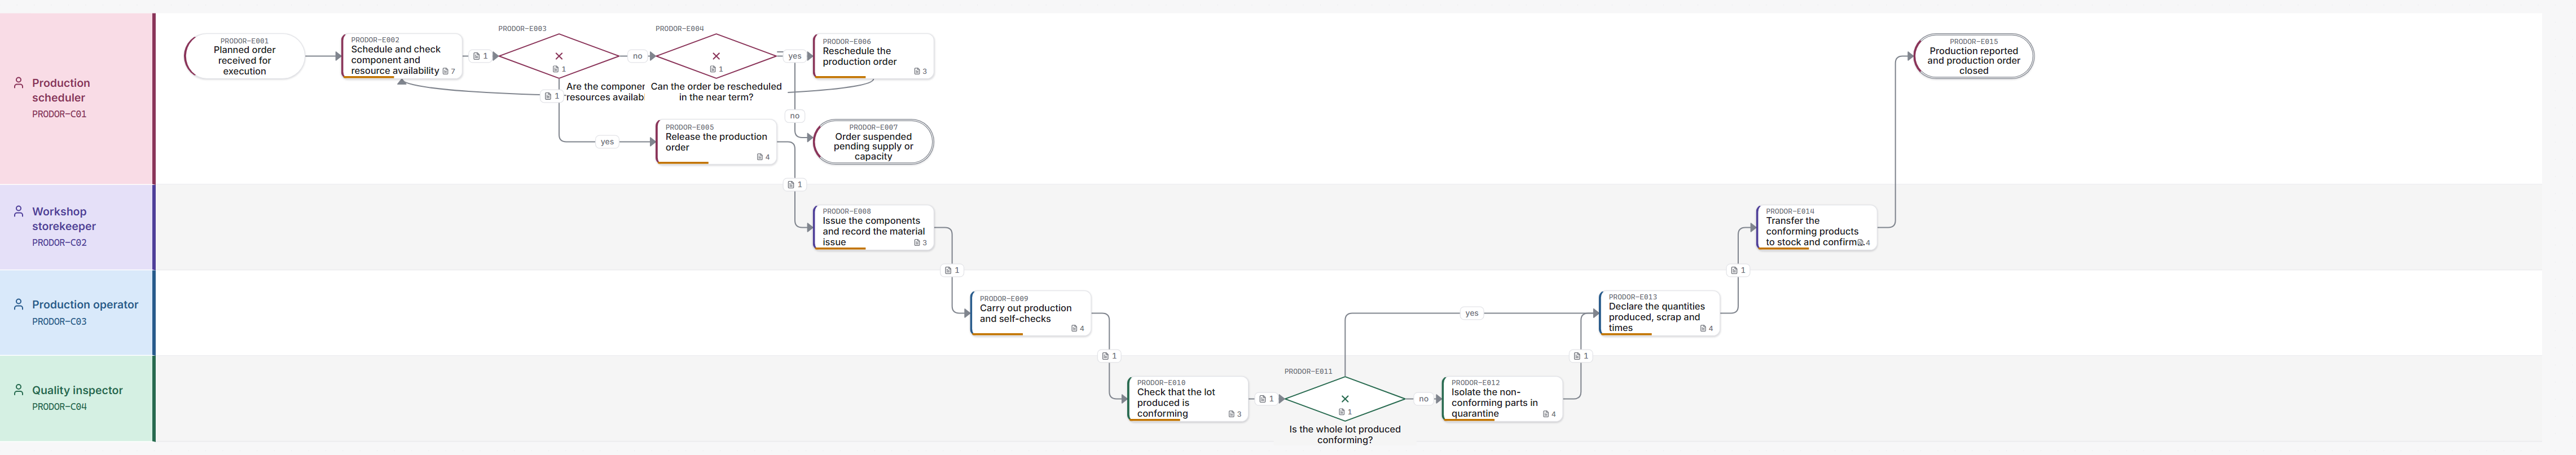 Production
scheduler
PRODOR-C01
PRODOR-E001
Planned order
received for
execution
PRODOR-E002
Schedule and check
component and
resource availability
7
1
PRODOR-E003
1
Are the componen
resources availab
no
PRODOR-E004
1
Can the order be rescheduled
in the near term?
yes
PRODOR-E006
Reschedule the
production order
3
1
no
yes
PRODOR-E005
Release the production
order
4
PRODOR-E007
Order suspended
pending supply or
capacity
1
PRODOR-E015
Production reported
and production order
closed
Workshop
storekeeper
PRODOR-C02
PRODOR-E008
Issue the components
and record the material
issue
3
1
PRODOR-E014
Transfer the
conforming products
to stock and confirm…
4
1
Production operator
PRODOR-C03
PRODOR-E009
Carry out production
and self-checks
4
1
yes
PRODOR-E013
Declare the quantities
produced, scrap and
times
4
1
Quality inspector
PRODOR-C04
PRODOR-E010
Check that the lot
produced is
conforming
3
1
PRODOR-E011
1
Is the whole lot produced
conforming?
no
PRODOR-E012
Isolate the non-
conforming parts in
quarantine
4